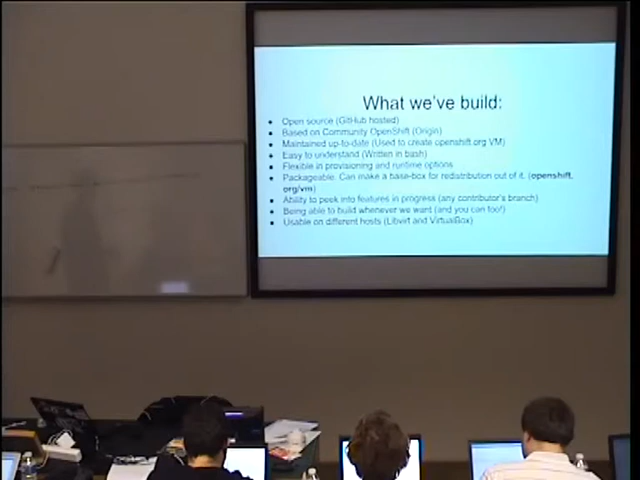 What we've build:
Open source (GitHub hosted)
Based on Community OpenShift (Origin)
Maintained up-to-date (Used to create openshift.org VM)
Easy to understand (Written in bash)
Flexible in provisioning and runtime options
Packageable. Can make a base-box for redistribution out of it. (openshift.
org/vm)
Ability to peek into features in progress (any contributor's branch)
Being able to build whenever we want (and you can too!)
Usable on different hosts (Libvirt and VirtualBox)